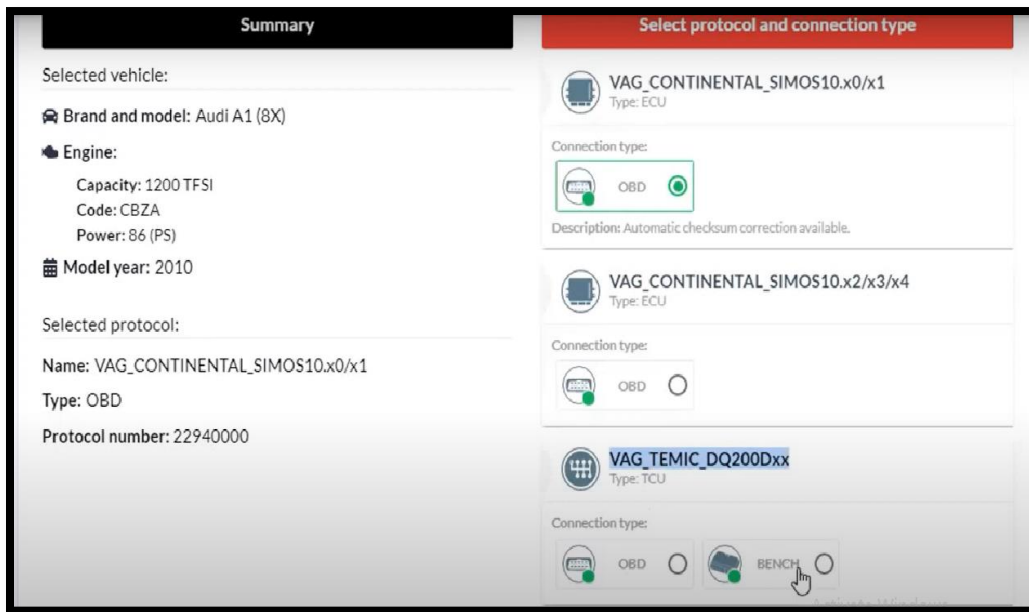 Summary
Selected vehicle:
Brand and model: Audi A1 (8X)
Engine:
Capacity: 1200 TFSI
Code: CBZA
Power: 86 (PS)
Model year: 2010
Selected protocol:
Name: VAG_CONTINENTAL_SIMOS10.x0/x1
Type: OBD
Protocol number: 22940000
Select protocol and connection type
VAG_CONTINENTAL_SIMOS10.x0/x1
Type: ECU
Connection type:
OBD
Description: Automatic checksum correction available.
VAG_CONTINENTAL_SIMOS10.x2/x3/x4
Type: ECU
Connection type:
OBD
VAG_TEMIC_DQ200Dxx
Type: TCU
Connection type:
OBD BENCH
Activate Windows